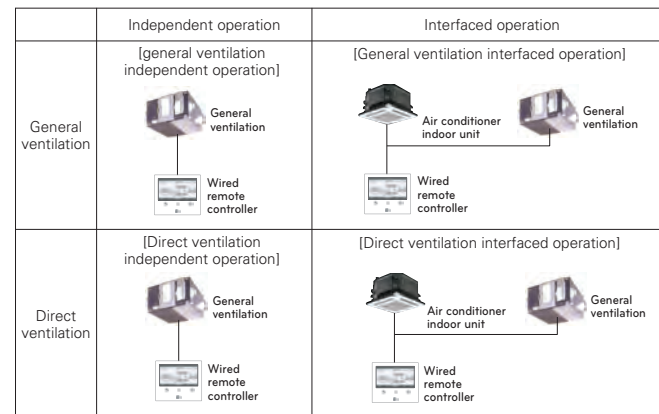 Independent operation
Interfaced operation
General
ventilation
[general ventilation
independent operation]
General
ventilation
Wired
remote
controller
[General ventilation interfaced operation]
Air conditioner
indoor unit
General
ventilation
Wired
remote
controller
Direct
ventilation
[Direct ventilation
independent operation]
General
ventilation
Wired
remote
controller
[Direct ventilation interfaced operation]
Air conditioner
indoor unit
General
ventilation
Wired
remote
controller